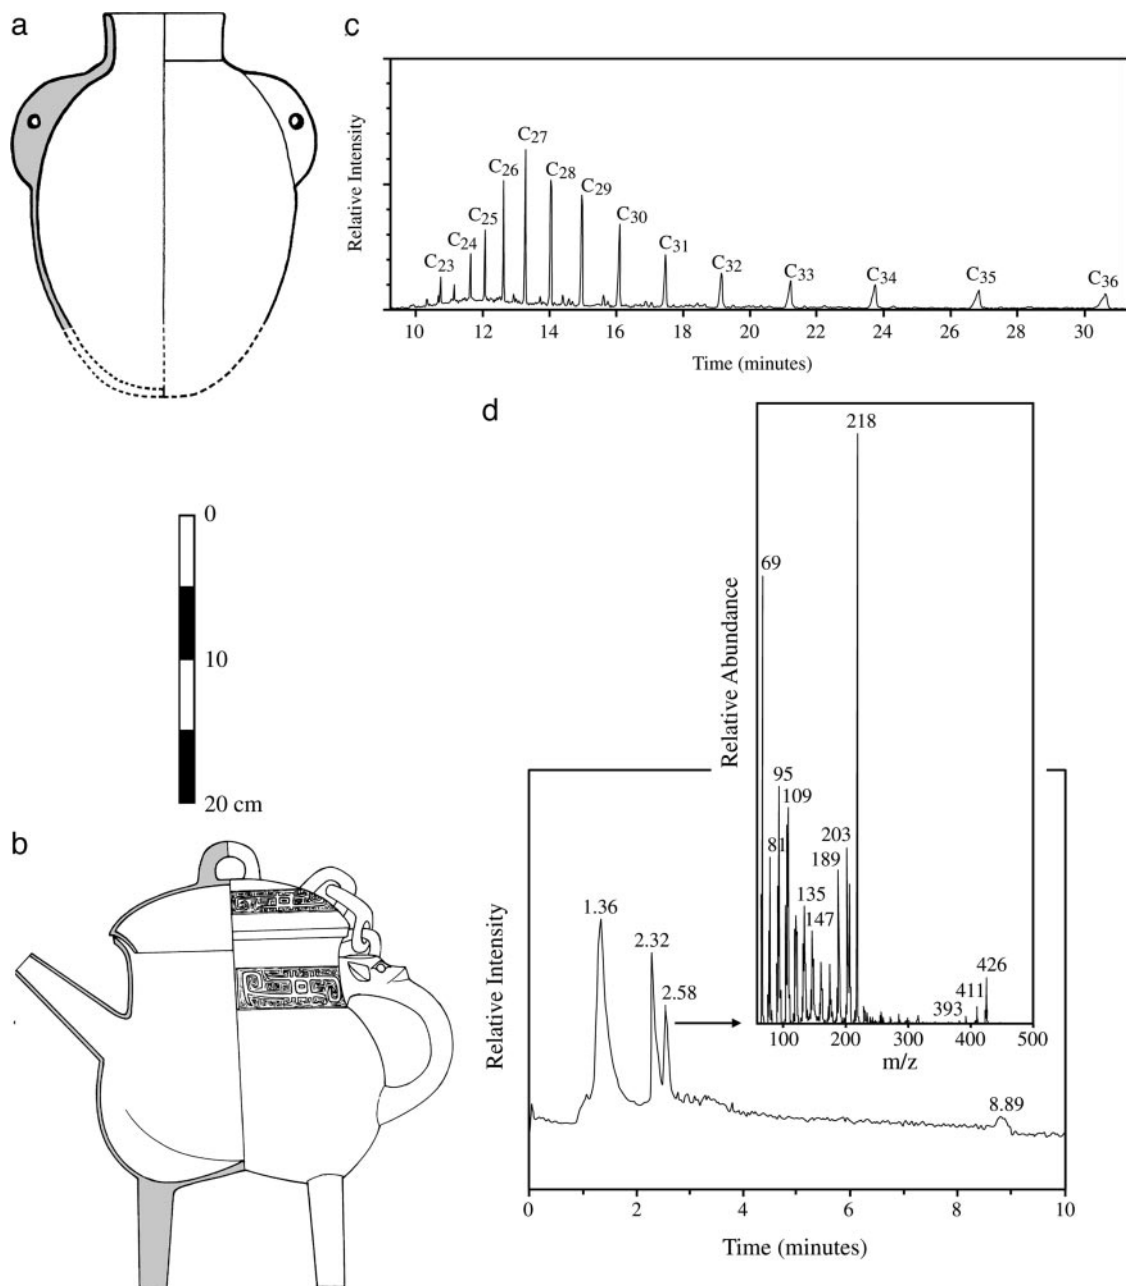 a
b
0
10
20 cm
c
Relative Intensity
C23
C24
C25
C26
C27
C28
C29
C30
C31
C32
C33
C34
C35
C36
10 12 14 16 18 20 22 24 26 28 30
Time (minutes)
d
Relative Abundance
69
81
95
109
135
147
189
203
218
393
411
426
100 200 300 400 500
m/z
Relative Intensity
1.36
2.32
2.58
8.89
0 2 4 6 8 10
Time (minutes)